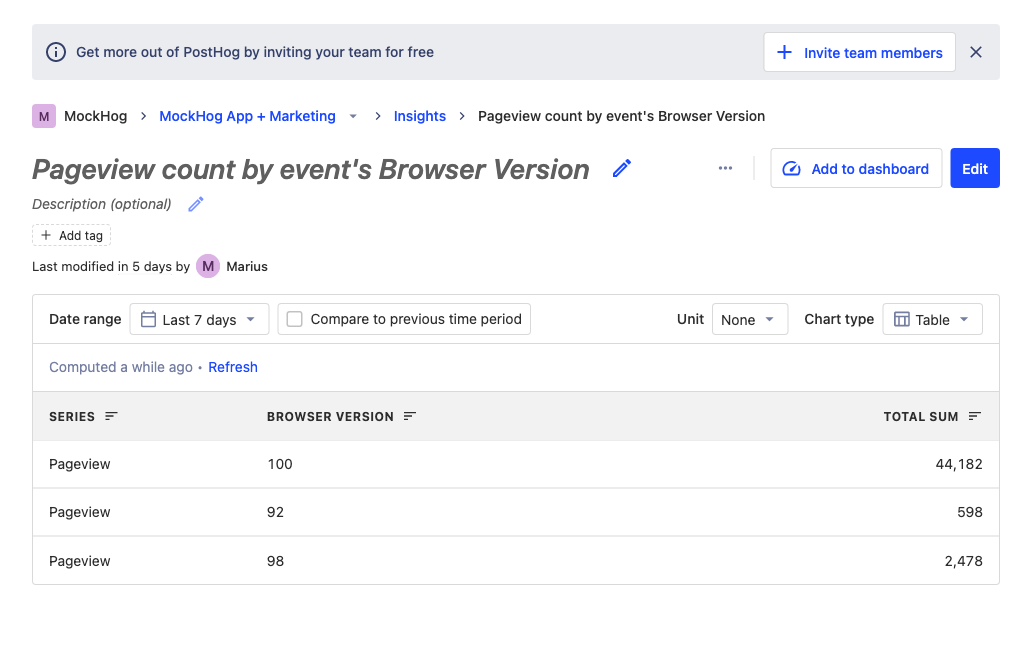 Get more out of PostHog by inviting your team for free
Invite team members
M MockHog > MockHog App + Marketing > Insights > Pageview count by event's Browser Version
Pageview count by event's Browser Version
Add to dashboard
Edit
Description (optional)
+ Add tag
Last modified in 5 days by M Marius
Date range Last 7 days Compare to previous time period Unit None Chart type Table
Computed a while ago • Refresh
SERIES BROWSER VERSION TOTAL SUM
Pageview 100 44,182
Pageview 92 598
Pageview 98 2,478